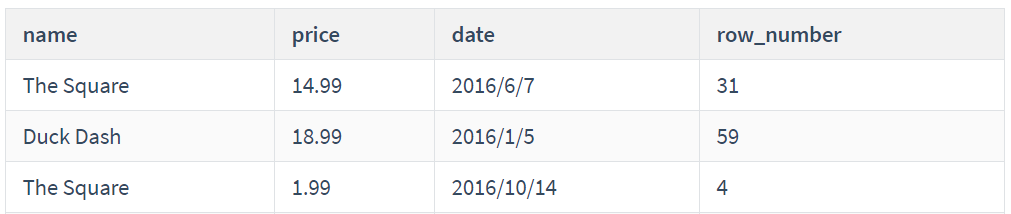 name price date row_number
The Square 14.99 2016/6/7 31
Duck Dash 18.99 2016/1/5 59
The Square 1.99 2016/10/14 4